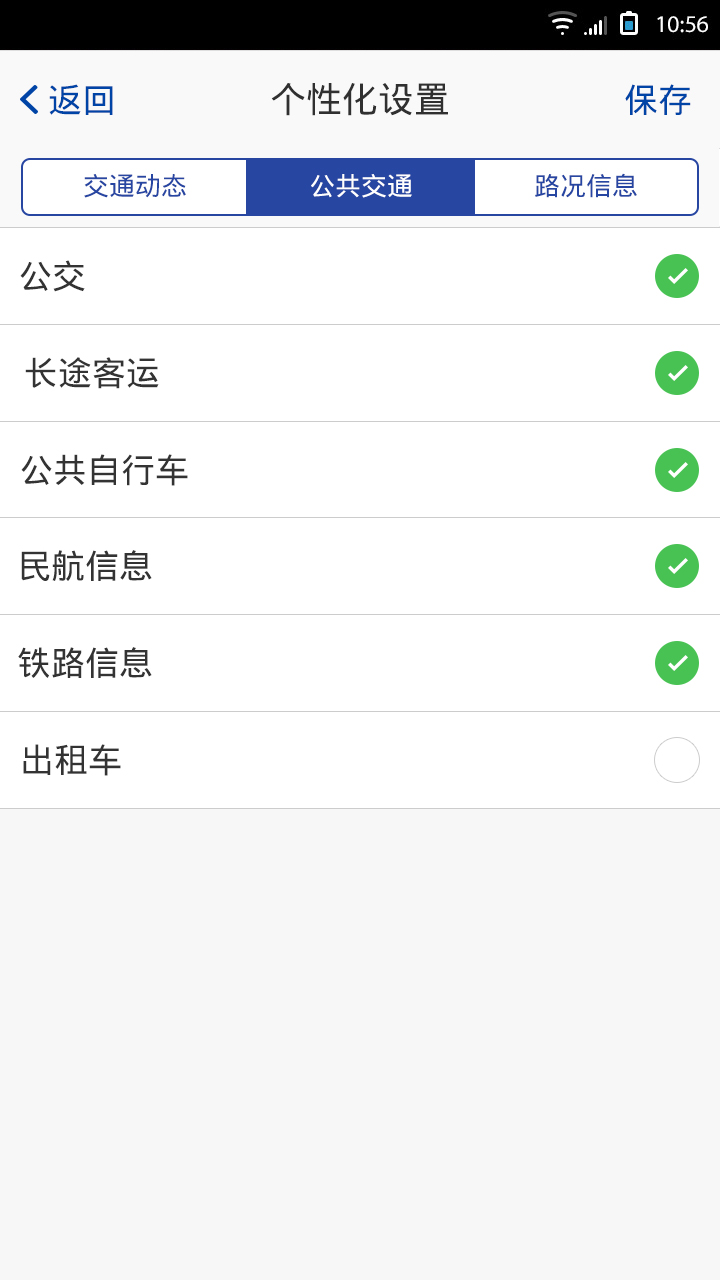 10:56
返回 个性化设置 保存
交通动态 公共交通 路况信息
公交
长途客运
公共自行车
民航信息
铁路信息
出租车